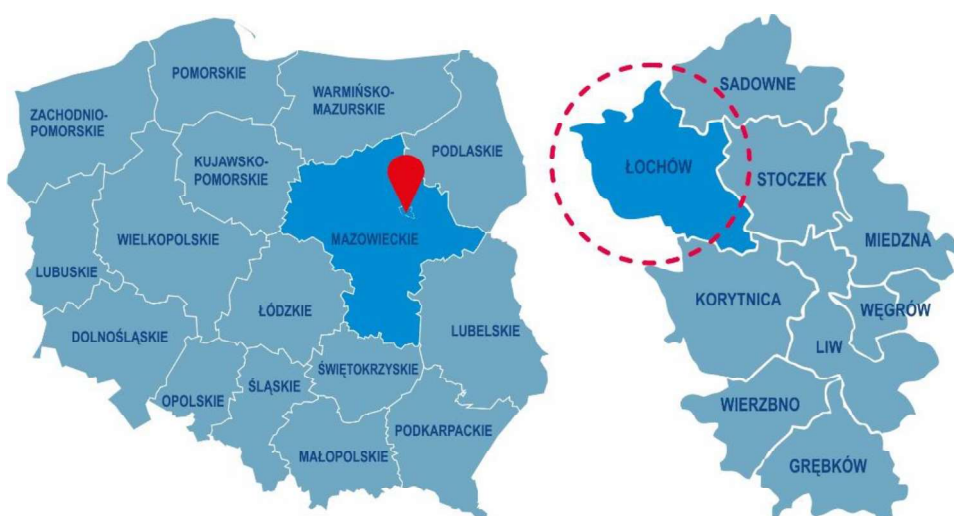 POMORSKIE
WARMIŃSKO-
MAZURSKIE
ZACHODNIO-
POMORSKIE
KUJAWSKO-
POMORSKIE
PODLASKIE
MAZOWIECKIE
WIELKOPOLSKIE
LUBUSKIE
ŁÓDZKIE
DOLNOŚLĄSKIE
LUBELSKIE
ŚWIĘTOKRZYSKIE
ŚLĄSKIE
OPOLSKIE
PODKARPACKIE
MAŁOPOLSKIE
SADOWNE
ŁOCHÓW
STOCZEK
MIEDZNA
KORYTNICA
WĘGRÓW
LIW
WIERZBNO
GRĘBKÓW